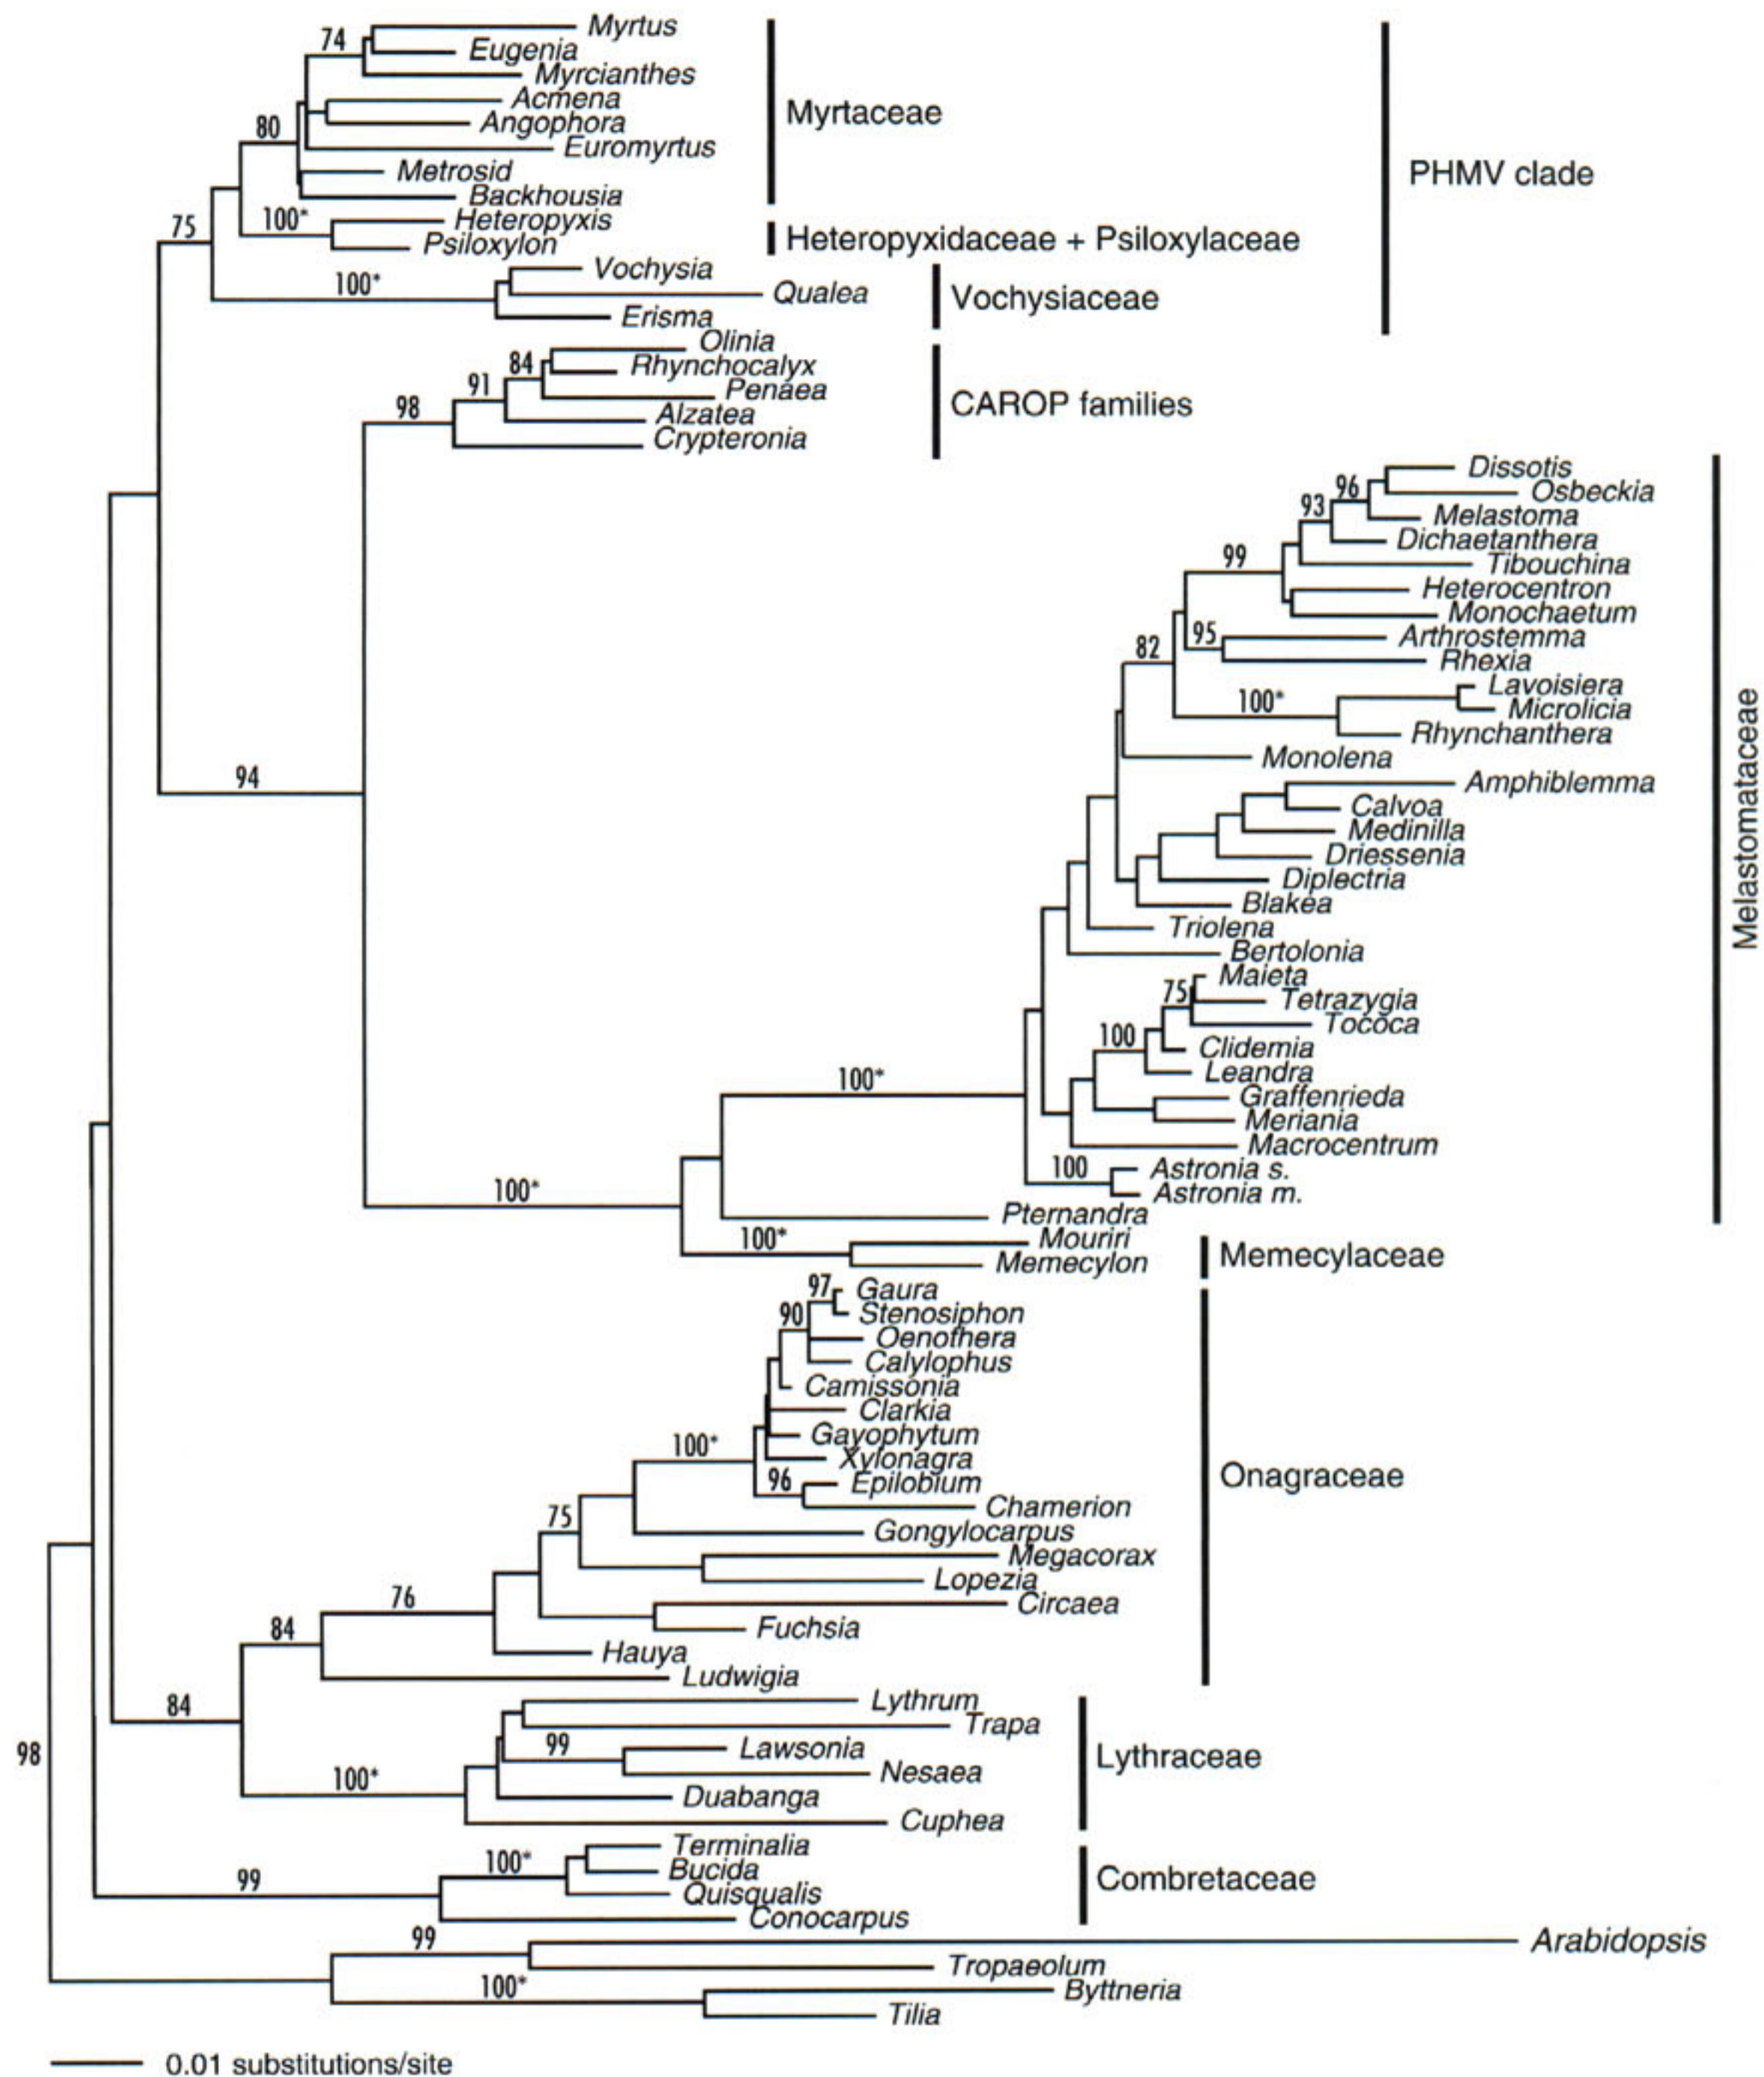 Myrtus
74
Eugenia
Myrcianthes
Acmena
Myrtaceae
Angophora
80
Euromyrtus
Metrosid
PHMV clade
Backhousia
100*
Heteropyxis
75
Psiloxylon
Heteropyxidaceae + Psiloxylaceae
Vochysia
100*
Qualea
Vochysiaceae
Erisma
Olinia
84
Rhynchocalyx
91
Penaea
98
Alzatea
CAROP families
Crypteronia
Dissotis
96
Osbeckia
93
Melastoma
Dichaetanthera
99
Tibouchina
Heterocentron
Monochaetum
95
Arthrostemma
82
Rhexia
Lavoisiera
100*
Microlicia
Rhynchanthera
Monolena
94
Amphiblemma
Calvoa
Medinilla
Melastomataceae
Driessenia
Diplectria
Blakea
Triolena
Bertolonia
Maieta
75
Tetrazygia
Tococa
100
Clidemia
Leandra
100*
Graffenrieda
Meriania
Macrocentrum
100
Astronia s.
Astronia m.
100*
Pternandra
100*
Mouriri
Memecylon
Memecylaceae
97
Gaura
90
Stenosiphon
Oenothera
Calylophus
Camissonia
Clarkia
Gayophytum
100*
Xylonagra
96
Epilobium
Onagraceae
Chamerion
75
Gongylocarpus
Megacorax
Lopezia
76
Circaea
84
Fuchsia
Hauya
Ludwigia
84
Lythrum
Trapa
98
99
Lawsonia
Lythraceae
100*
Nesaea
Duabanga
Cuphea
Terminalia
100*
Bucida
99
Quisqualis
Combretaceae
Conocarpus
99
Arabidopsis
Tropaeolum
100*
Byttneria
Tilia
0.01 substitutions/site